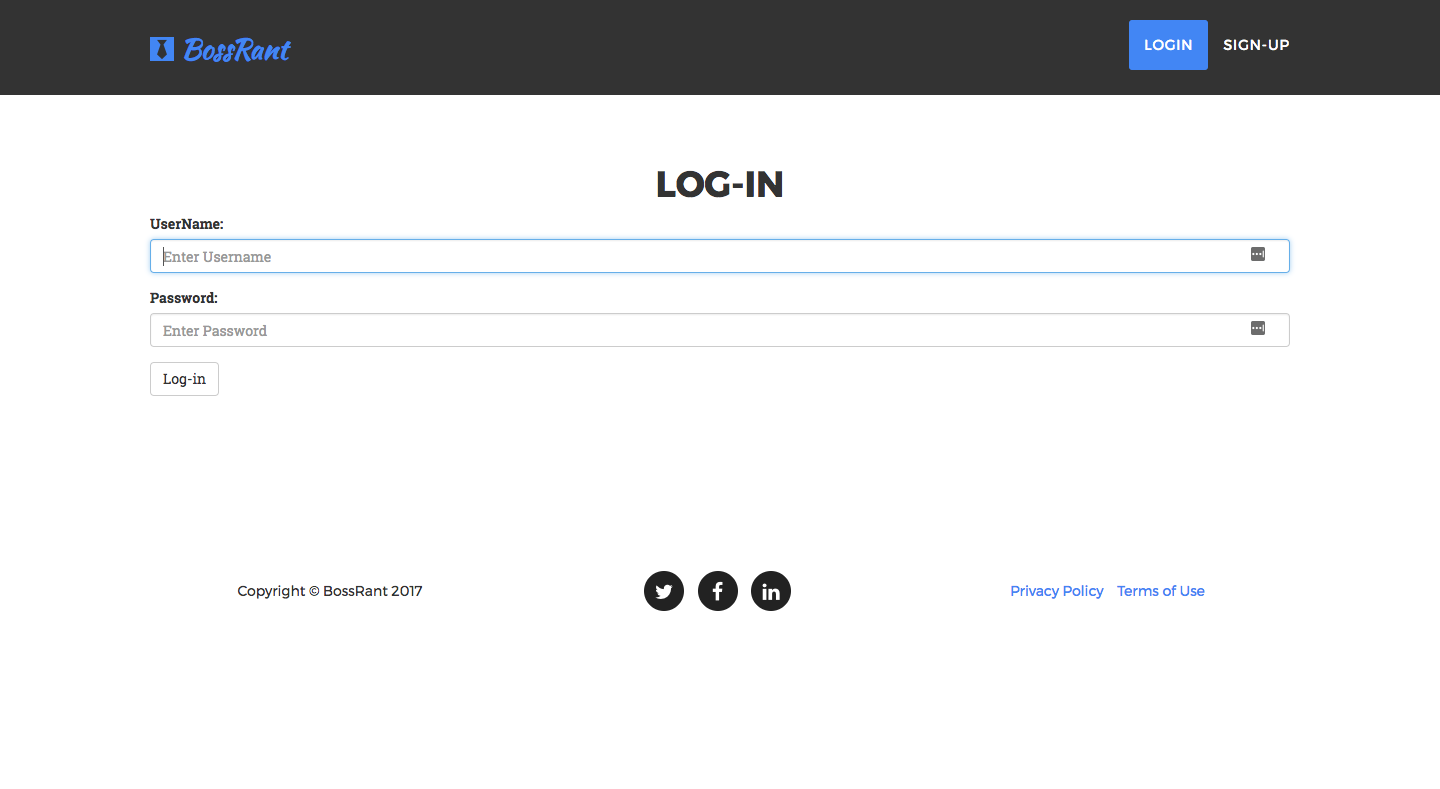 BossRant
LOGIN
SIGN-UP
LOG-IN
UserName:
Enter Username
Password:
Enter Password
Log-in
Copyright © BossRant 2017
Privacy Policy
Terms of Use